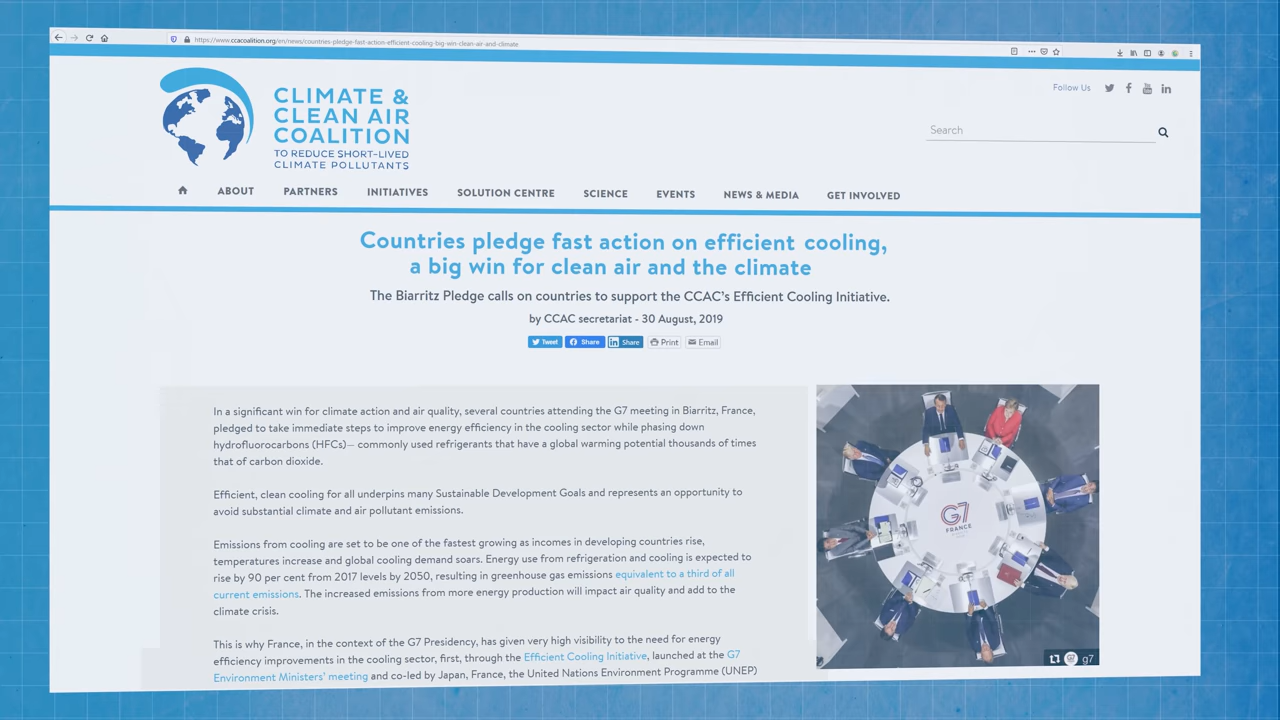 https://www.ccacoalition.org/en/news/countries-pledge-fast-action-efficient-cooling-big-win-clean-air-and-climate
CLIMATE &
CLEAN AIR
COALITION
TO REDUCE SHORT-LIVED
CLIMATE POLLUTANTS
Follow Us
Search
ABOUT PARTNERS INITIATIVES SOLUTION CENTRE SCIENCE EVENTS NEWS & MEDIA GET INVOLVED
Countries pledge fast action on efficient cooling,
a big win for clean air and the climate
The Biarritz Pledge calls on countries to support the CCAC's Efficient Cooling Initiative.
by CCAC secretariat - 30 August, 2019
Tweet Share Share Print Email
In a significant win for climate action and air quality, several countries attending the G7 meeting in Biarritz, France,
pledged to take immediate steps to improve energy efficiency in the cooling sector while phasing down
hydrofluorocarbons (HFCs)— commonly used refrigerants that have a global warming potential thousands of times
that of carbon dioxide.
Efficient, clean cooling for all underpins many Sustainable Development Goals and represents an opportunity to
avoid substantial climate and air pollutant emissions.
Emissions from cooling are set to be one of the fastest growing as incomes in developing countries rise,
temperatures increase and global cooling demand soars. Energy use from refrigeration and cooling is expected to
rise by 90 per cent from 2017 levels by 2050, resulting in greenhouse gas emissions equivalent to a third of all
current emissions. The increased emissions from more energy production will impact air quality and add to the
climate crisis.
This is why France, in the context of the G7 Presidency, has given very high visibility to the need for energy
efficiency improvements in the cooling sector, first, through the Efficient Cooling Initiative, launched at the G7
Environment Ministers' meeting and co-led by Japan, France, the United Nations Environment Programme (UNEP)
G7
FRANCE
g7